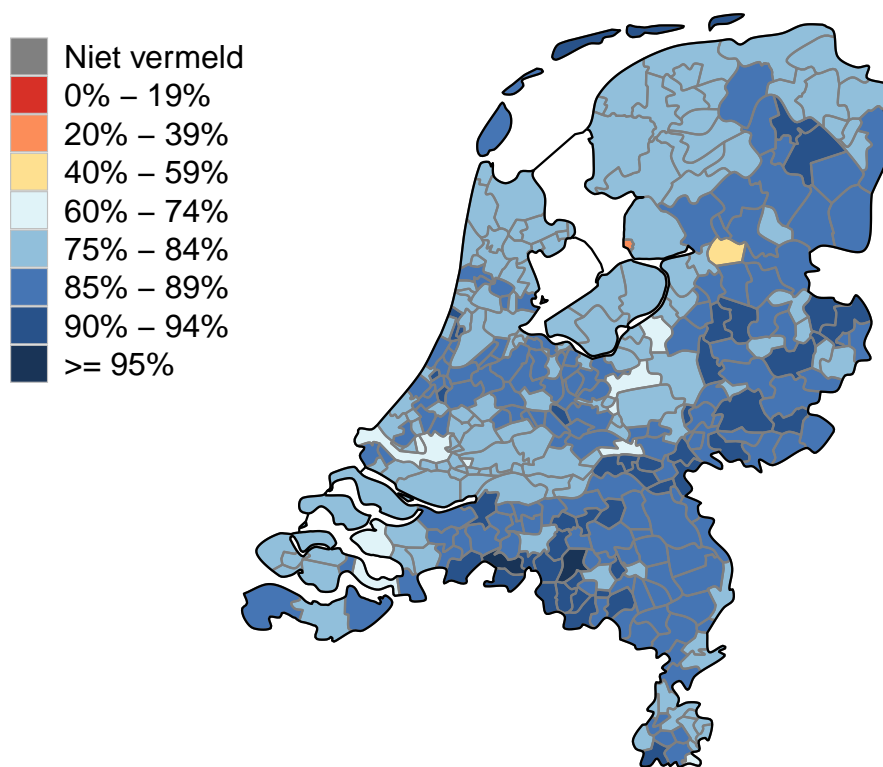 Niet vermeld
0% – 19%
20% – 39%
40% – 59%
60% – 74%
75% – 84%
85% – 89%
90% – 94%
>= 95%